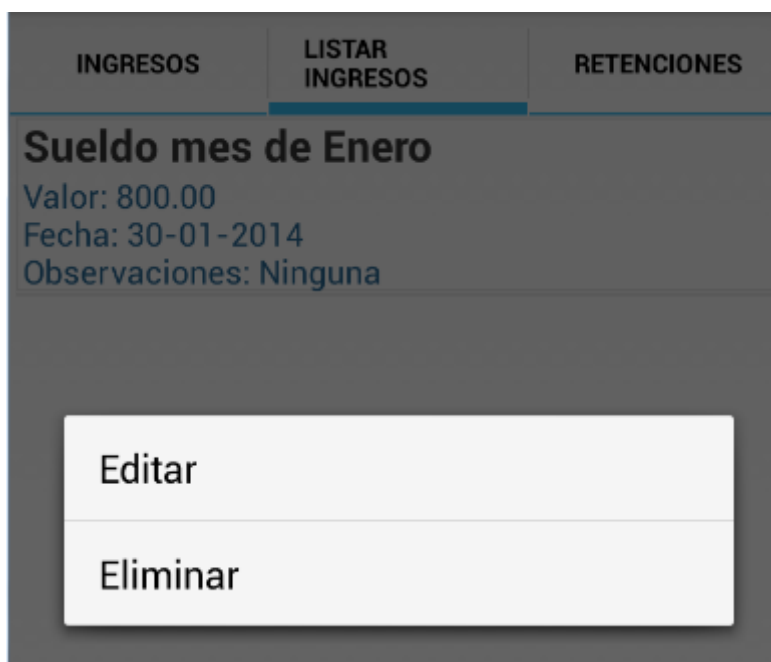 INGRESOS
LISTAR
INGRESOS
RETENCIONES
Sueldo mes de Enero
Valor: 800.00
Fecha: 30-01-2014
Observaciones: Ninguna
Editar
Eliminar